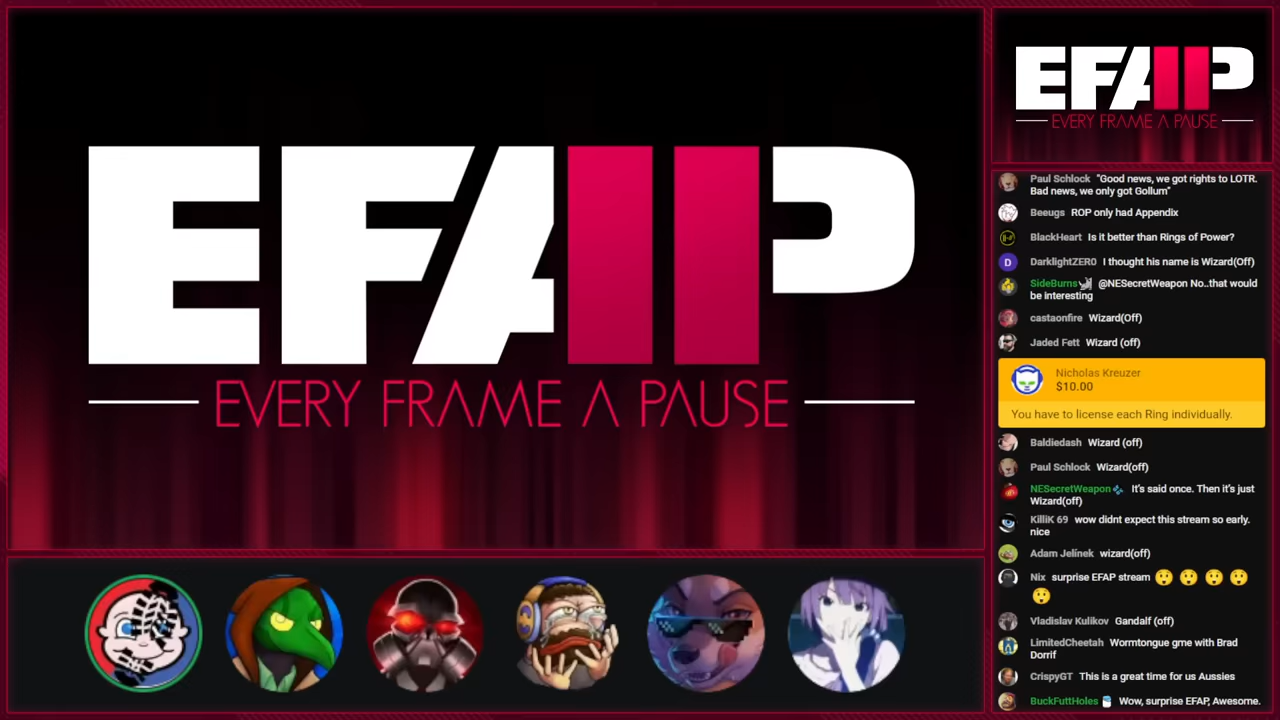 EFAP
EVERY FRAME A PAUSE
EFAP
EVERY FRAME A PAUSE
Paul Schlock "Good news, we got rights to LOTR.
Bad news, we only got Gollum"
Beeugs ROP only had Appendix
BlackHeart Is it better than Rings of Power?
D DarklightZER0 I thought his name is Wizard(Off)
SideBurns @NESecretWeapon No..that would
be interesting
castaonfire Wizard(Off)
Jaded Fett Wizard (off)
Nicholas Kreuzer
$10.00
You have to license each Ring individually.
Baldiedash Wizard (off)
Paul Schlock Wizard(off)
NESecretWeapon It's said once. Then it's just
Wizard(off)
KilliK 69 wow didnt expect this stream so early.
nice
Adam Jelínek wizard(off)
Nix surprise EFAP stream 😲 😲 😲 😲
😲
Vladislav Kulikov Gandalf (off)
LimitedCheetah Wormtongue gme with Brad
Dorrif
CrispyGT This is a great time for us Aussies
BuckFuttHoles Wow, surprise EFAP, Awesome.